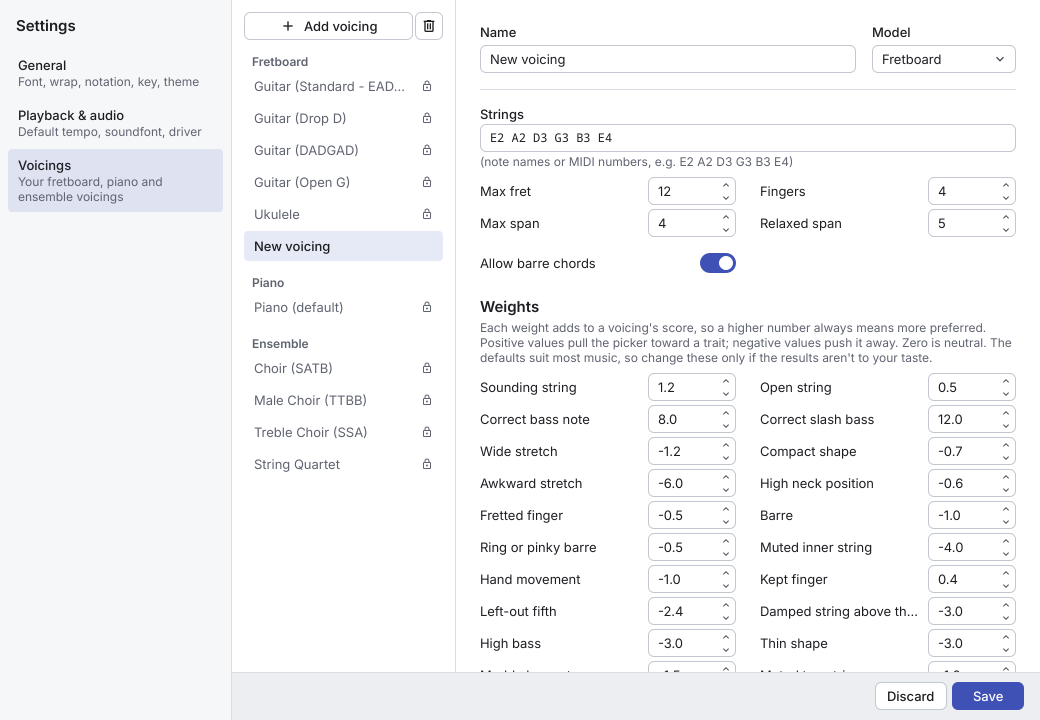 Settings
General
Font, wrap, notation, key, theme
Playback & audio
Default tempo, soundfont, driver
Voicings
Your fretboard, piano and
ensemble voicings
Add voicing
Fretboard
Guitar (Standard - EAD...
Guitar (Drop D)
Guitar (DADGAD)
Guitar (Open G)
Ukulele
New voicing
Piano
Piano (default)
Ensemble
Choir (SATB)
Male Choir (TTBB)
Treble Choir (SSA)
String Quartet
Name Model
New voicing Fretboard
Strings
E2 A2 D3 G3 B3 E4
(note names or MIDI numbers, e.g. E2 A2 D3 G3 B3 E4)
Max fret 12 Fingers 4
Max span 4 Relaxed span 5
Allow barre chords
Weights
Each weight adds to a voicing's score, so a higher number always means more preferred.
Positive values pull the picker toward a trait; negative values push it away. Zero is neutral. The
defaults suit most music, so change these only if the results aren't to your taste.
Sounding string 1.2 Open string 0.5
Correct bass note 8.0 Correct slash bass 12.0
Wide stretch -1.2 Compact shape -0.7
Awkward stretch -6.0 High neck position -0.6
Fretted finger -0.5 Barre -1.0
Ring or pinky barre -0.5 Muted inner string -4.0
Hand movement -1.0 Kept finger 0.4
Left-out fifth -2.4 Damped string above th... -3.0
High bass -3.0 Thin shape -3.0
Discard Save